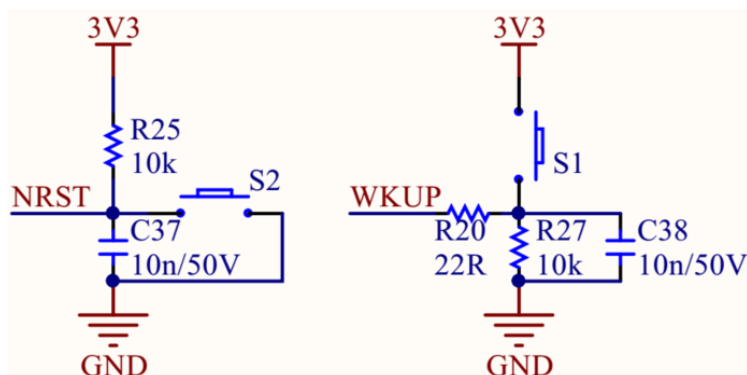 3V3
R25
10k
NRST
S2
C37
10n/50V
GND
3V3
S1
WKUP
R20
22R
R27
10k
C38
10n/50V
GND